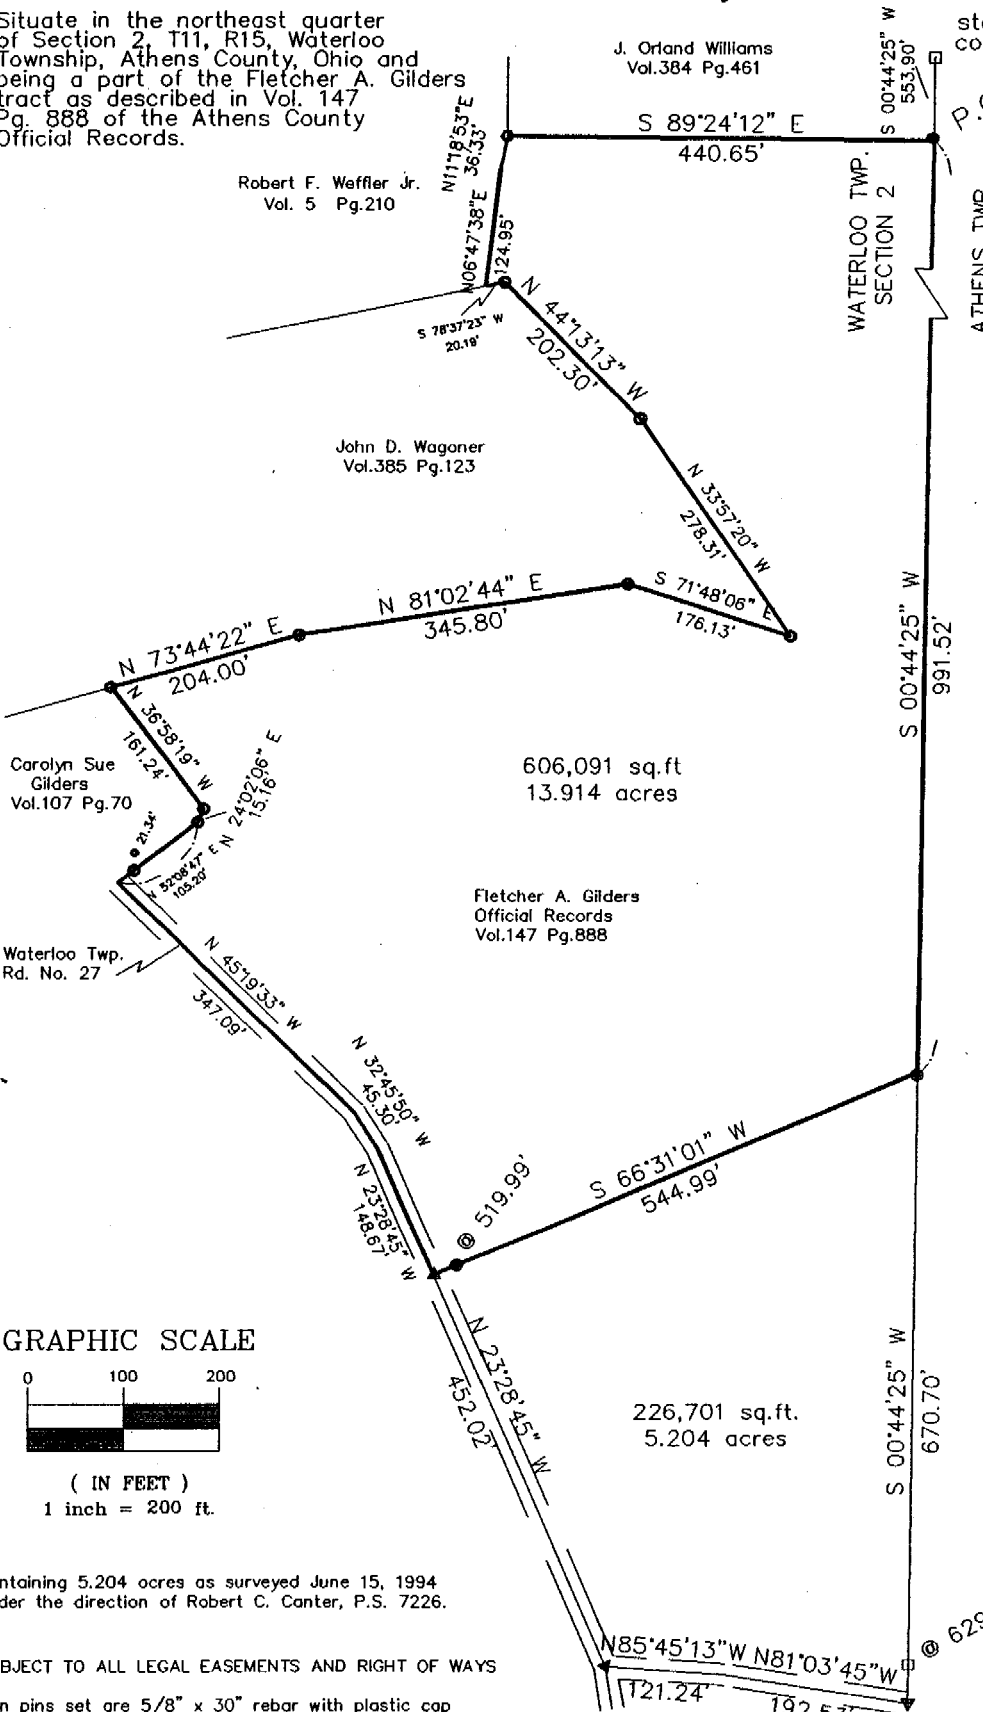 Situate in the northeast quarter
of Section 2, T11, R15, Waterloo
Township, Athens County, Ohio and
being a part of the Fletcher A. Gilders
tract as described in Vol. 147
Pg. 888 of the Athens County
Official Records.
J. Orland Williams
Vol.384 Pg.461
S 00°44'25" W
553.90'
S 89°24'12" E
440.65'
N11°18'53"E
36.33'
Robert F. Weffler Jr.
Vol. 5 Pg.210
N06°47'38"E
124.95'
WATERLOO TWP.
SECTION 2
ATHENS TWP.
S 78°37'23" W
20.19'
N 44°13'13" W
202.30'
John D. Wagoner
Vol.385 Pg.123
N 33°57'20" W
278.31'
S 71°48'06" E
176.13'
N 81°02'44" E
345.80'
N 73°44'22" E
204.00'
S 00°44'25" W
991.52'
N 36°58'19" W
161.24'
Carolyn Sue
Gilders
Vol.107 Pg.70
N 24°02'06" E
15.16'
21.34'
N 52°08'47" E
105.20'
606,091 sq.ft
13.914 acres
Fletcher A. Gilders
Official Records
Vol.147 Pg.888
Waterloo Twp.
Rd. No. 27
N 45°19'33" W
347.09'
N 32°45'50" W
45.30'
N 23°28'45" W
148.67'
@ 519.99'
S 66°31'01" W
544.99'
GRAPHIC SCALE
0 100 200
( IN FEET )
1 inch = 200 ft.
N 23°28'45" W
452.02'
226,701 sq.ft.
5.204 acres
S 00°44'25" W
670.70'
ntaining 5.204 ocres as surveyed June 15, 1994
der the direction of Robert C. Canter, P.S. 7226.
@ 629
BJECT TO ALL LEGAL EASEMENTS AND RIGHT OF WAYS
N85°45'13"W N81°03'45"W
121.24'
192.5
n pins set are 5/8" x 30" rebar with plastic cap